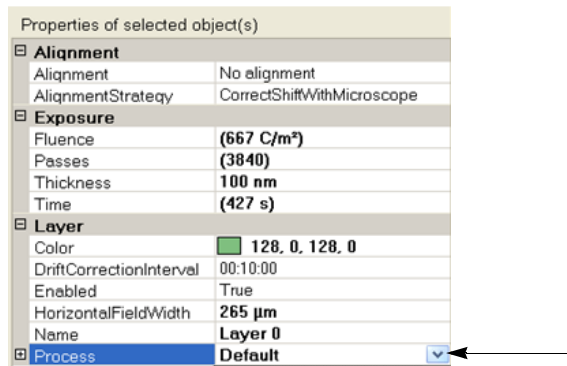 Properties of selected object(s)
Alignment
Alignment No alignment
AlignmentStrategy CorrectShiftWithMicroscope
Exposure
Fluence (667 C/m²)
Passes (3840)
Thickness 100 nm
Time (427 s)
Layer
Color 128, 0, 128, 0
DriftCorrectionInterval 00:10:00
Enabled True
HorizontalFieldWidth 265 µm
Name Layer 0
Process Default